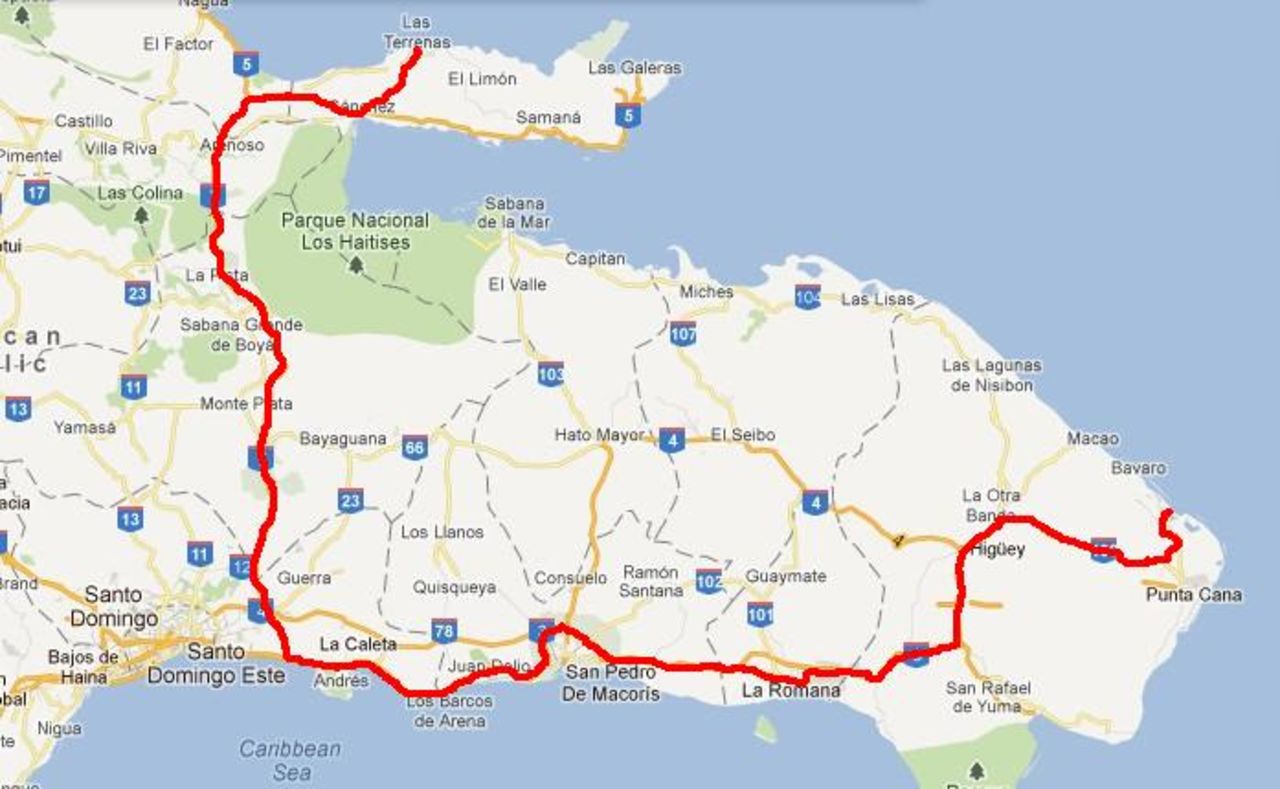 Nagua
Las
Terrenas
El Factor
5
Las Galeras
El Limón
5
Castillo
Sánchez
Samaná
Pimentel
Villa Riva
Arenoso
17
Las Colina
Parque Nacional
Los Haitises
Sabana
de la Mar
Capitan
La
23
El Valle
Miches
104
Las Lisas
Sabana Grande
de Boyá
107
can
lic
11
103
Las Lagunas
de Nisibon
13
Monte Plata
Yamasá
Bayaguana
66
Hato Mayor
4
El Seibo
Macao
Bavaro
23
4
La Otra
Banda
13
Los Llanos
4
11
12
Guerra
Quisqueya
Consuelo
Ramón
Santana
102
Guaymate
Higüey
Punta Cana
Santo
Domingo
4
101
La Caleta
78
3
Bajos de
Haina
Santo
Domingo Este
Andrés
Juan Dolio
San Pedro
De Macorís
La Romana
San Rafael
de Yuma
Los Barcos
de Arena
Nigua
Caribbean
Sea